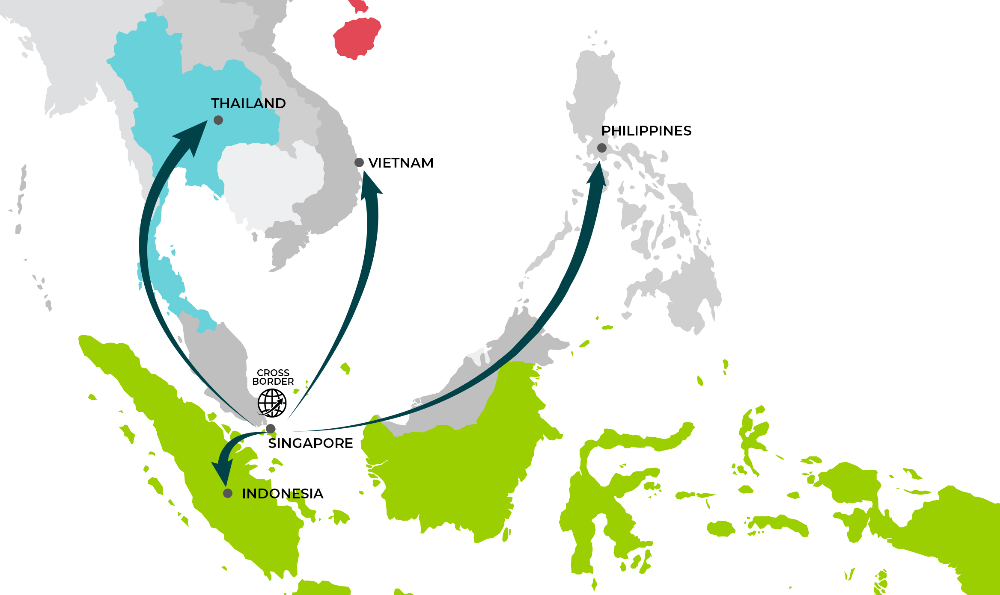 THAILAND
PHILIPPINES
VIETNAM
CROSS
BORDER
SINGAPORE
INDONESIA